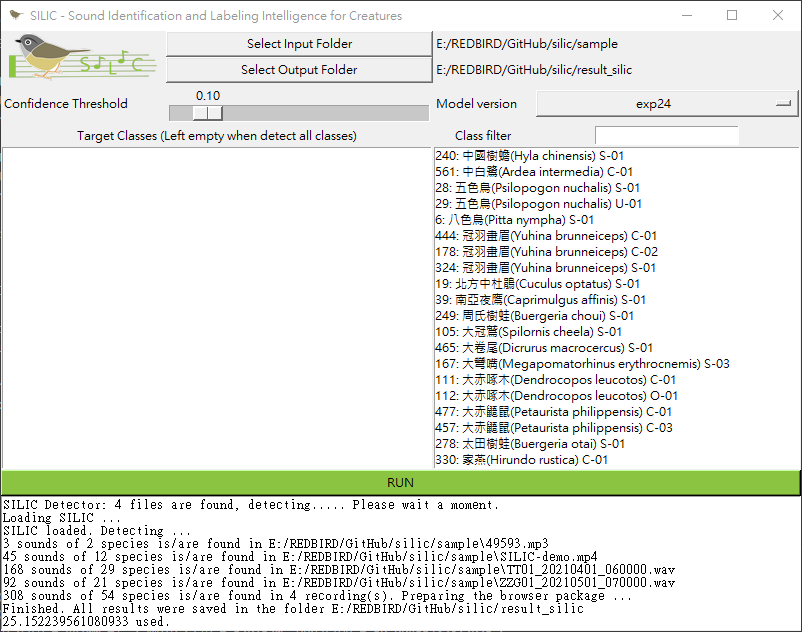 SILIC - Sound Identification and Labeling Intelligence for Creatures
SILIC
Select Input Folder
E:/REDBIRD/GitHub/silic/sample
Select Output Folder
E:/REDBIRD/GitHub/silic/result_silic
Confidence Threshold
0.10
Model version
exp24
Target Classes (Left empty when detect all classes)
Class filter
240: 中國樹蟾(Hyla chinensis) S-01
561: 中白鷺(Ardea intermedia) C-01
28: 五色鳥(Psilopogon nuchalis) S-01
29: 五色鳥(Psilopogon nuchalis) U-01
6: 八色鳥(Pitta nympha) S-01
444: 冠羽畫眉(Yuhina brunneiceps) C-01
178: 冠羽畫眉(Yuhina brunneiceps) C-02
324: 冠羽畫眉(Yuhina brunneiceps) S-01
19: 北方中杜鵑(Cuculus optatus) S-01
39: 南亞夜鷹(Caprimulgus affinis) S-01
249: 周氏樹蛙(Buergeria choui) S-01
105: 大冠鷲(Spilornis cheela) S-01
465: 大卷尾(Dicrurus macrocercus) S-01
167: 大彎嘴(Megapomatorhinus erythrocnemis) S-03
111: 大赤啄木(Dendrocopos leucotos) C-01
112: 大赤啄木(Dendrocopos leucotos) O-01
477: 大赤鼯鼠(Petaurista philippensis) C-01
457: 大赤鼯鼠(Petaurista philippensis) C-03
278: 太田樹蛙(Buergeria otai) S-01
330: 家燕(Hirundo rustica) C-01
RUN
SILIC Detector: 4 files are found, detecting..... Please wait a moment.
Loading SILIC ...
SILIC loaded. Detecting ...
3 sounds of 2 species is/are found in E:/REDBIRD/GitHub/silic/sample\49593.mp3
45 sounds of 12 species is/are found in E:/REDBIRD/GitHub/silic/sample\SILIC-demo.mp4
168 sounds of 29 species is/are found in E:/REDBIRD/GitHub/silic/sample\TT01_20210401_060000.wav
92 sounds of 21 species is/are found in E:/REDBIRD/GitHub/silic/sample\ZZG01_20210501_070000.wav
308 sounds of 54 species is/are found in 4 recording(s). Preparing the browser package ...
Finished. All results were saved in the folder E:/REDBIRD/GitHub/silic/result_silic
25.152239561080933 used.